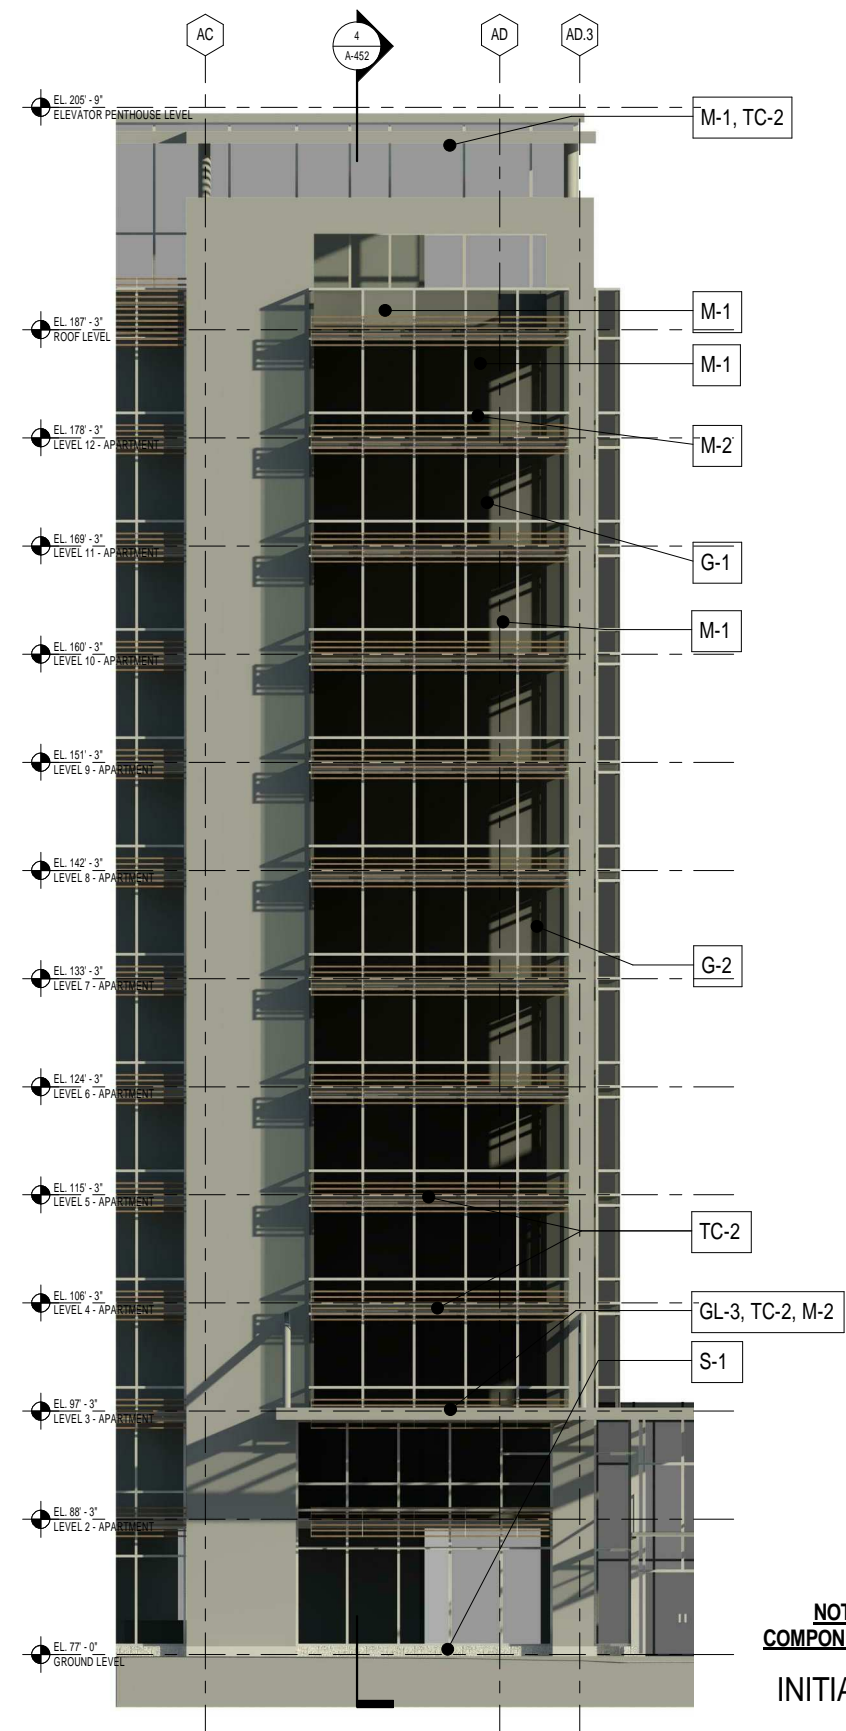 AC
4
A-452
AD
AD.3
EL. 205' - 9"
ELEVATOR PENTHOUSE LEVEL
M-1, TC-2
M-1
EL. 187' - 3"
ROOF LEVEL
M-1
EL. 178' - 3"
LEVEL 12 - APARTMENT
M-2
EL. 169' - 3"
LEVEL 11 - APARTMENT
G-1
M-1
EL. 160' - 3"
LEVEL 10 - APARTMENT
EL. 151' - 3"
LEVEL 9 - APARTMENT
EL. 142' - 3"
LEVEL 8 - APARTMENT
G-2
EL. 133' - 3"
LEVEL 7 - APARTMENT
EL. 124' - 3"
LEVEL 6 - APARTMENT
EL. 115' - 3"
LEVEL 5 - APARTMENT
TC-2
EL. 106' - 3"
LEVEL 4 - APARTMENT
GL-3, TC-2, M-2
S-1
EL. 97' - 3"
LEVEL 3 - APARTMENT
EL. 88' - 3"
LEVEL 2 - APARTMENT
NOT
COMPON
EL. 77' - 0"
GROUND LEVEL
INITIA